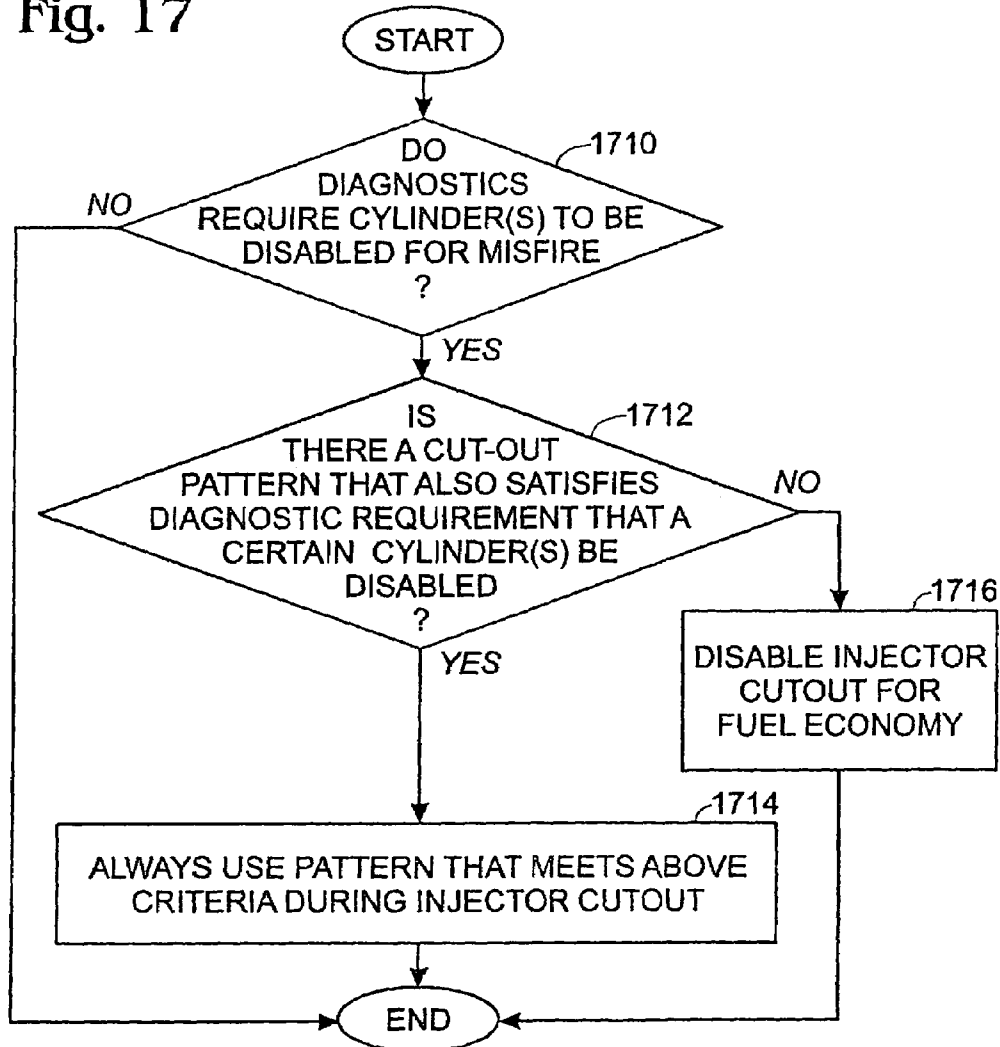 Fig. 17
START
1710
DO
DIAGNOSTICS
REQUIRE CYLINDER(S) TO BE
DISABLED FOR MISFIRE
?
NO
YES
1712
IS
THERE A CUT-OUT
PATTERN THAT ALSO SATISFIES
DIAGNOSTIC REQUIREMENT THAT A
CERTAIN CYLINDER(S) BE
DISABLED
?
NO
YES
1716
DISABLE INJECTOR
CUTOUT FOR
FUEL ECONOMY
1714
ALWAYS USE PATTERN THAT MEETS ABOVE
CRITERIA DURING INJECTOR CUTOUT
END